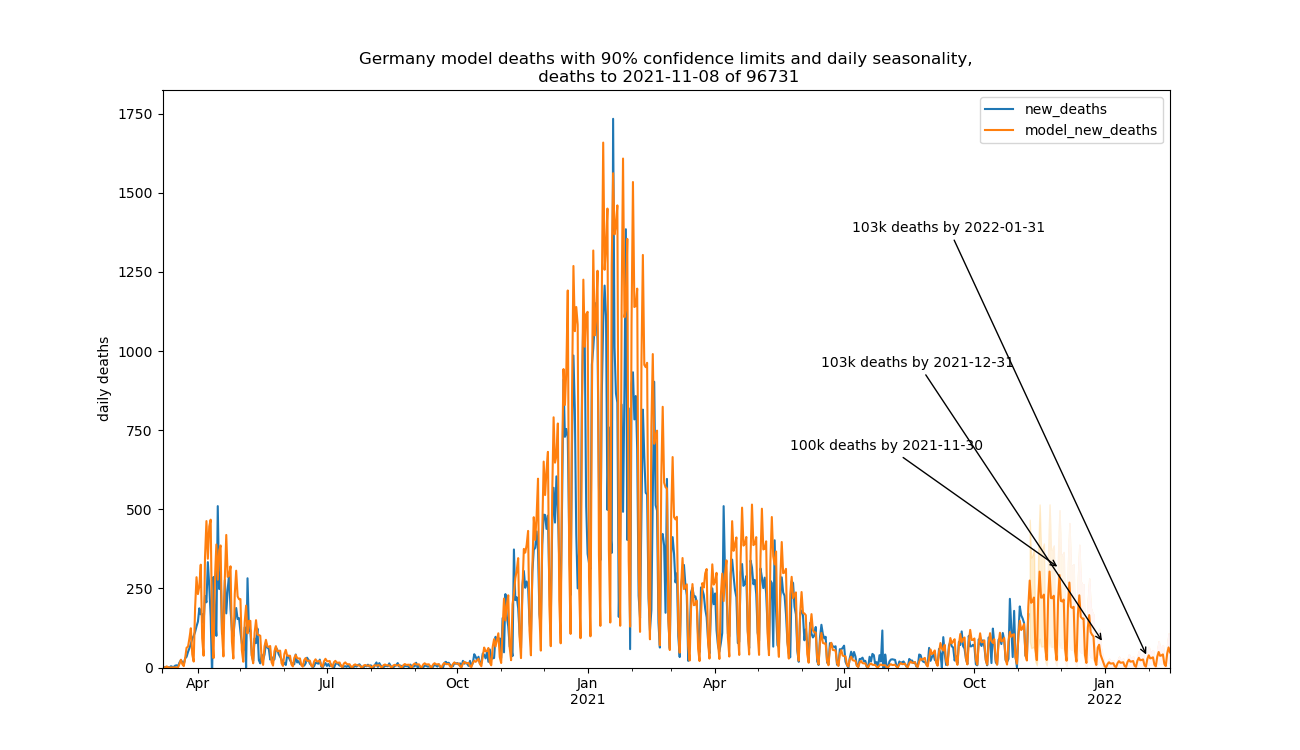 Germany model deaths with 90% confidence limits and daily seasonality,
deaths to 2021-11-08 of 96731
new_deaths
model_new_deaths
daily deaths
1750
1500
1250
1000
750
500
250
0
103k deaths by 2022-01-31
103k deaths by 2021-12-31
100k deaths by 2021-11-30
Apr Jul Oct Jan Apr Jul Oct Jan
2021 2022